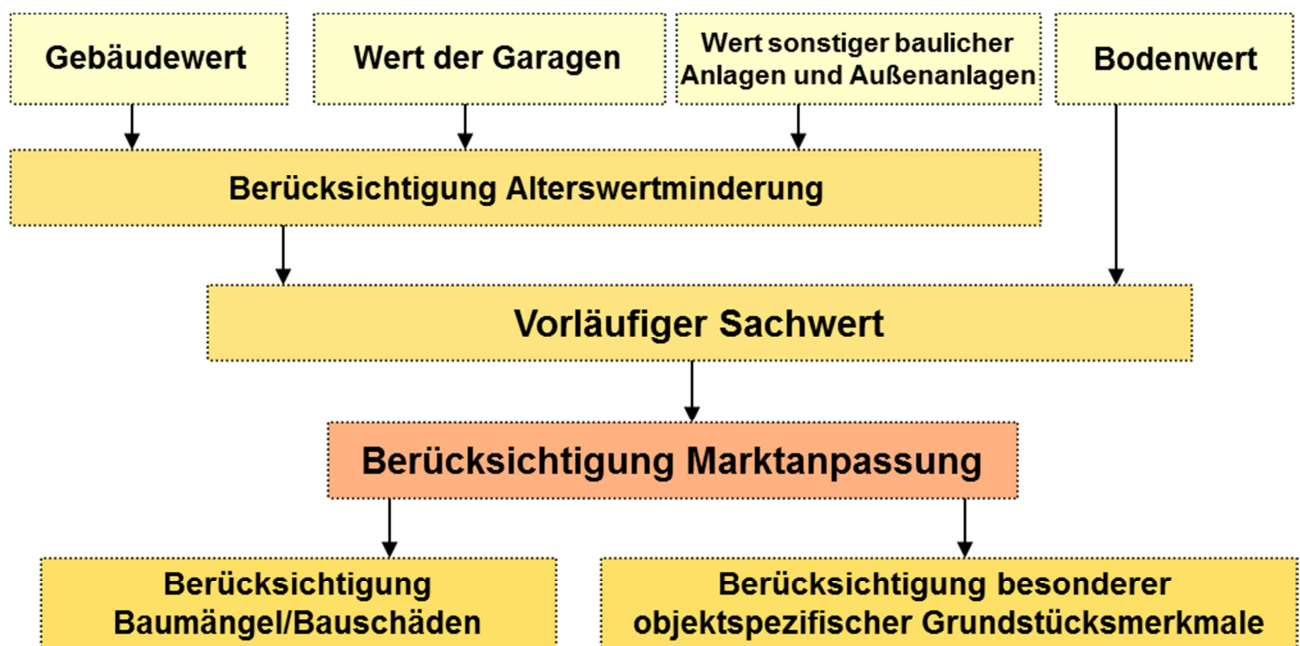 Gebäudewert
Wert der Garagen
Wert sonstiger baulicher
Anlagen und Außenanlagen
Bodenwert
Berücksichtigung Alterswertminderung
Vorläufiger Sachwert
Berücksichtigung Marktanpassung
Berücksichtigung
Baumängel/Bauschäden
Berücksichtigung besonderer
objektspezifischer Grundstücksmerkmale